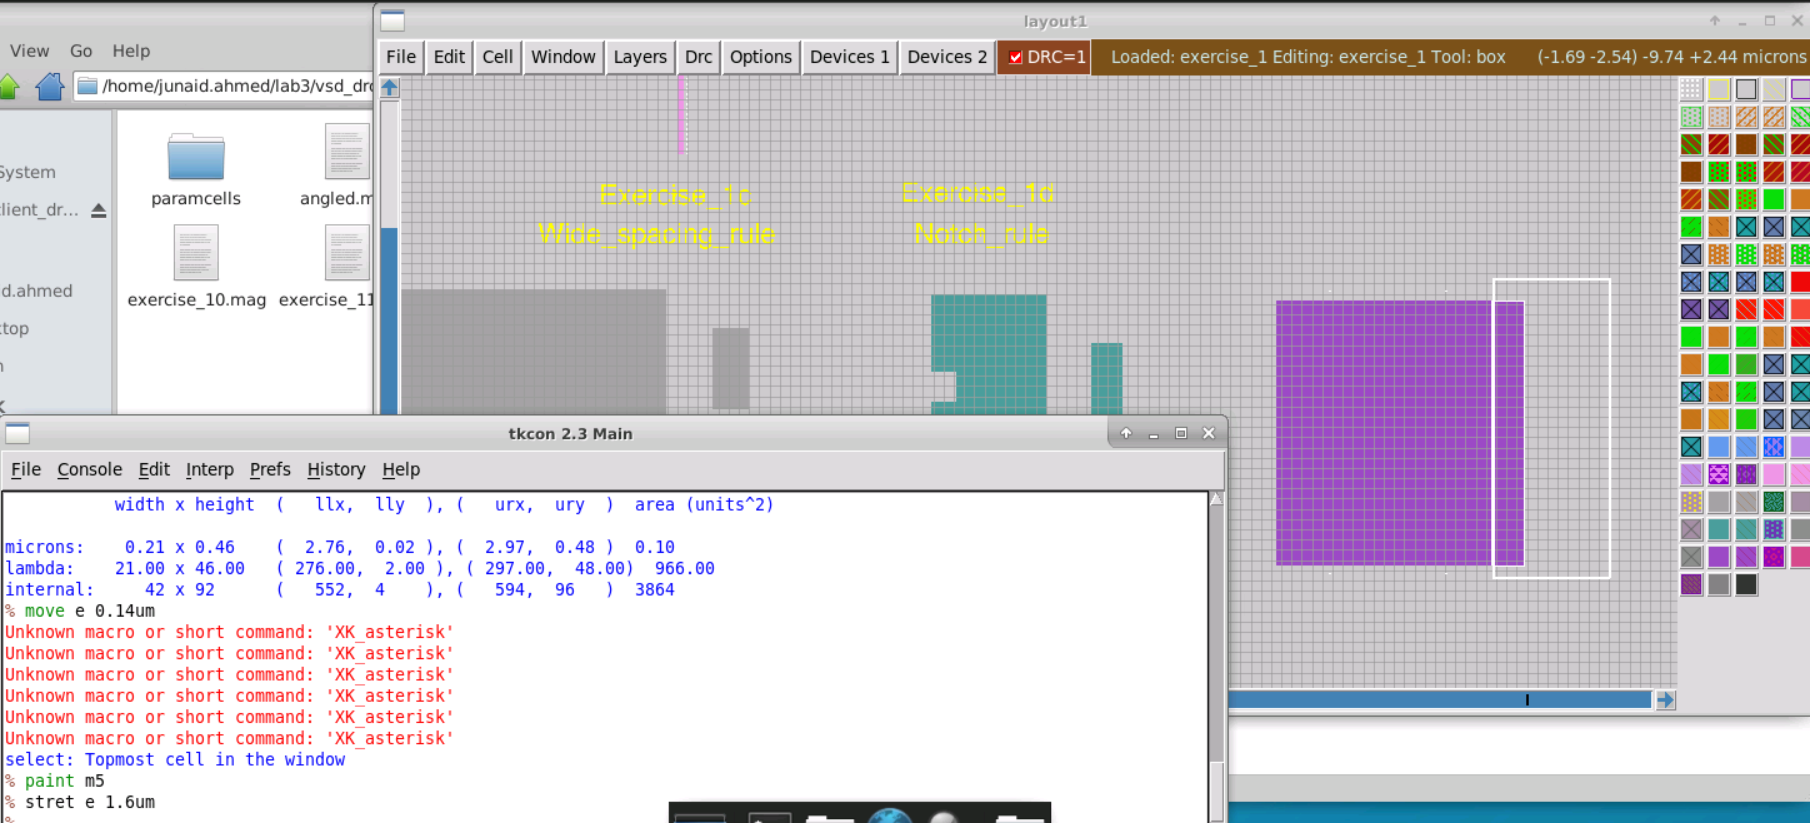 layout1
View Go Help
File Edit Cell Window Layers Drc Options Devices 1 Devices 2 DRC=1 Loaded: exercise_1 Editing: exercise_1 Tool: box (-1.69 -2.54) -9.74 +2.44 microns
/home/junaid.ahmed/lab3/vsd_drc
System
paramcells angled.m
client_dr...
Exercise_1c Exercise_1d
Wide_spacing_rule Notch_rule
d.ahmed
exercise_10.mag exercise_11
top
tkcon 2.3 Main
File Console Edit Interp Prefs History Help
width x height ( llx, lly ), ( urx, ury ) area (units^2)
microns: 0.21 x 0.46 ( 2.76, 0.02 ), ( 2.97, 0.48 ) 0.10
lambda: 21.00 x 46.00 ( 276.00, 2.00 ), ( 297.00, 48.00) 966.00
internal: 42 x 92 ( 552, 4 ), ( 594, 96 ) 3864
% move e 0.14um
Unknown macro or short command: 'XK_asterisk'
Unknown macro or short command: 'XK_asterisk'
Unknown macro or short command: 'XK_asterisk'
Unknown macro or short command: 'XK_asterisk'
Unknown macro or short command: 'XK_asterisk'
Unknown macro or short command: 'XK_asterisk'
select: Topmost cell in the window
% paint m5
% stret e 1.6um
%